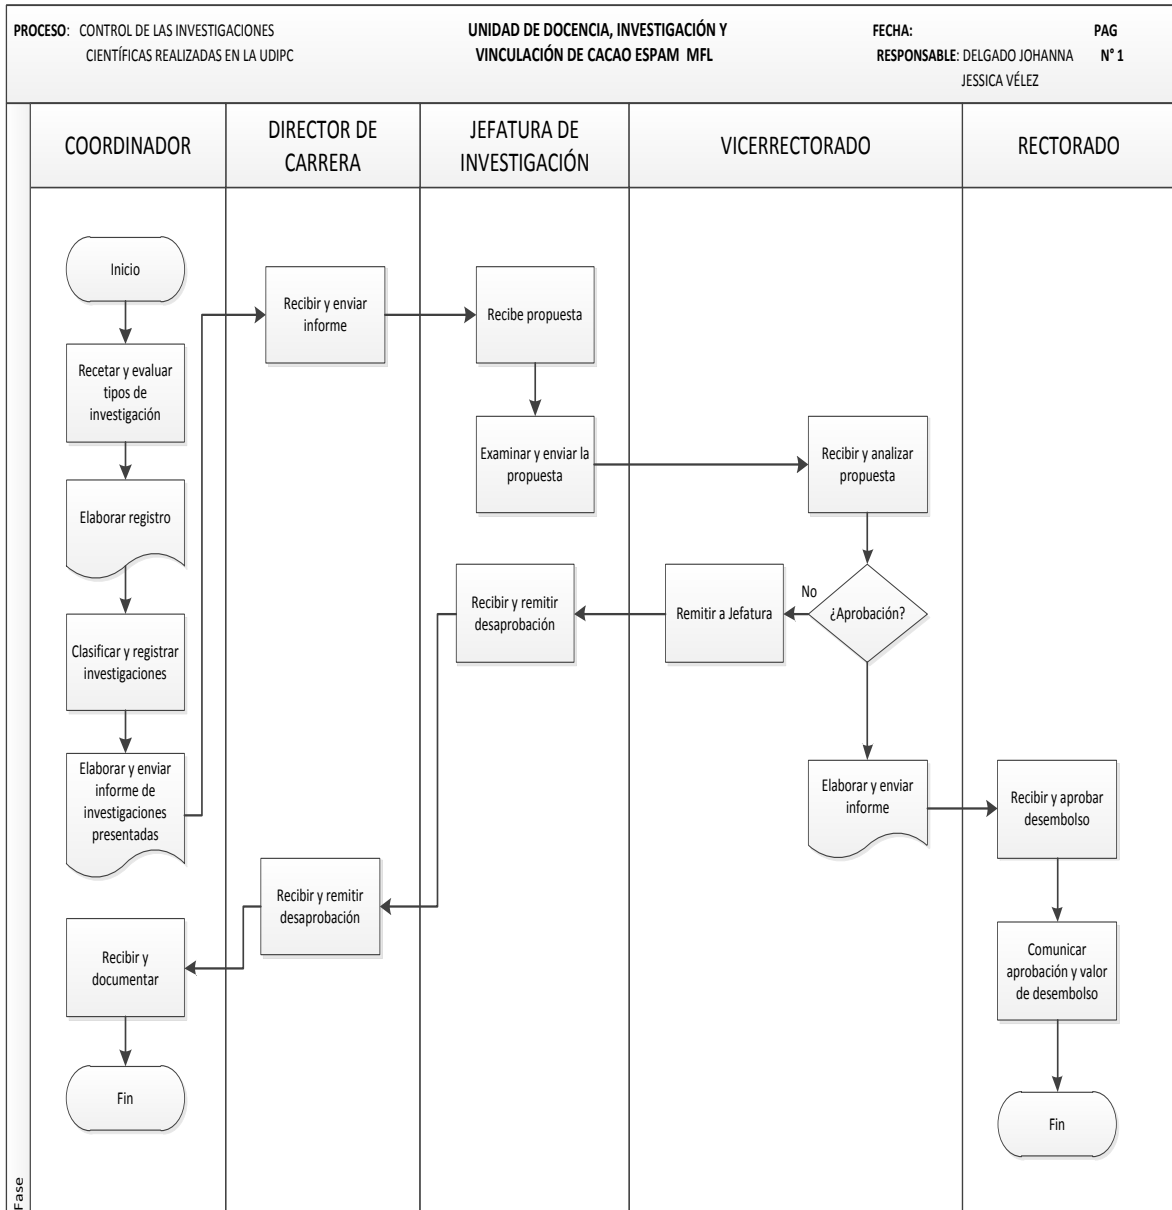 PROCESO: CONTROL DE LAS INVESTIGACIONES
CIENTÍFICAS REALIZADAS EN LA UDIPC
UNIDAD DE DOCENCIA, INVESTIGACIÓN Y
VINCULACIÓN DE CACAO ESPAM MFL
FECHA:
RESPONSABLE: DELGADO JOHANNA
JESSICA VÉLEZ
PAG
N° 1
COORDINADOR
DIRECTOR DE
CARRERA
JEFATURA DE
INVESTIGACIÓN
VICERRECTORADO
RECTORADO
Inicio
Recetar y evaluar
tipos de
investigación
Elaborar registro
Clasificar y registrar
investigaciones
Elaborar y enviar
informe de
investigaciones
presentadas
Recibir y enviar
informe
Recibe propuesta
Examinar y enviar la
propuesta
Recibir y analizar
propuesta
¿Aprobación?
No
Remitir a Jefatura
Recibir y remitir
desaprobación
Recibir y remitir
desaprobación
Recibir y
documentar
Fin
Elaborar y enviar
informe
Recibir y aprobar
desembolso
Comunicar
aprobación y valor
de desembolso
Fin
Fase